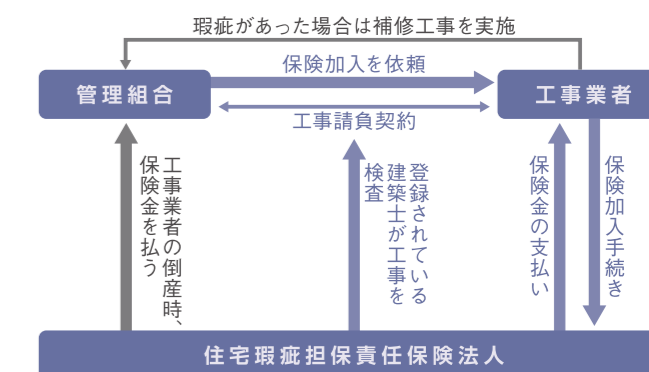 瑕疵があった場合は補修工事を実施
保険加入を依頼
管理組合
工事業者
工事請負契約
工事業者の倒産時、
保険金を払う
登録されている
建築士が工事を
検査
保険金の支払い
保険加入手続き
住宅瑕疵担保責任保険法人